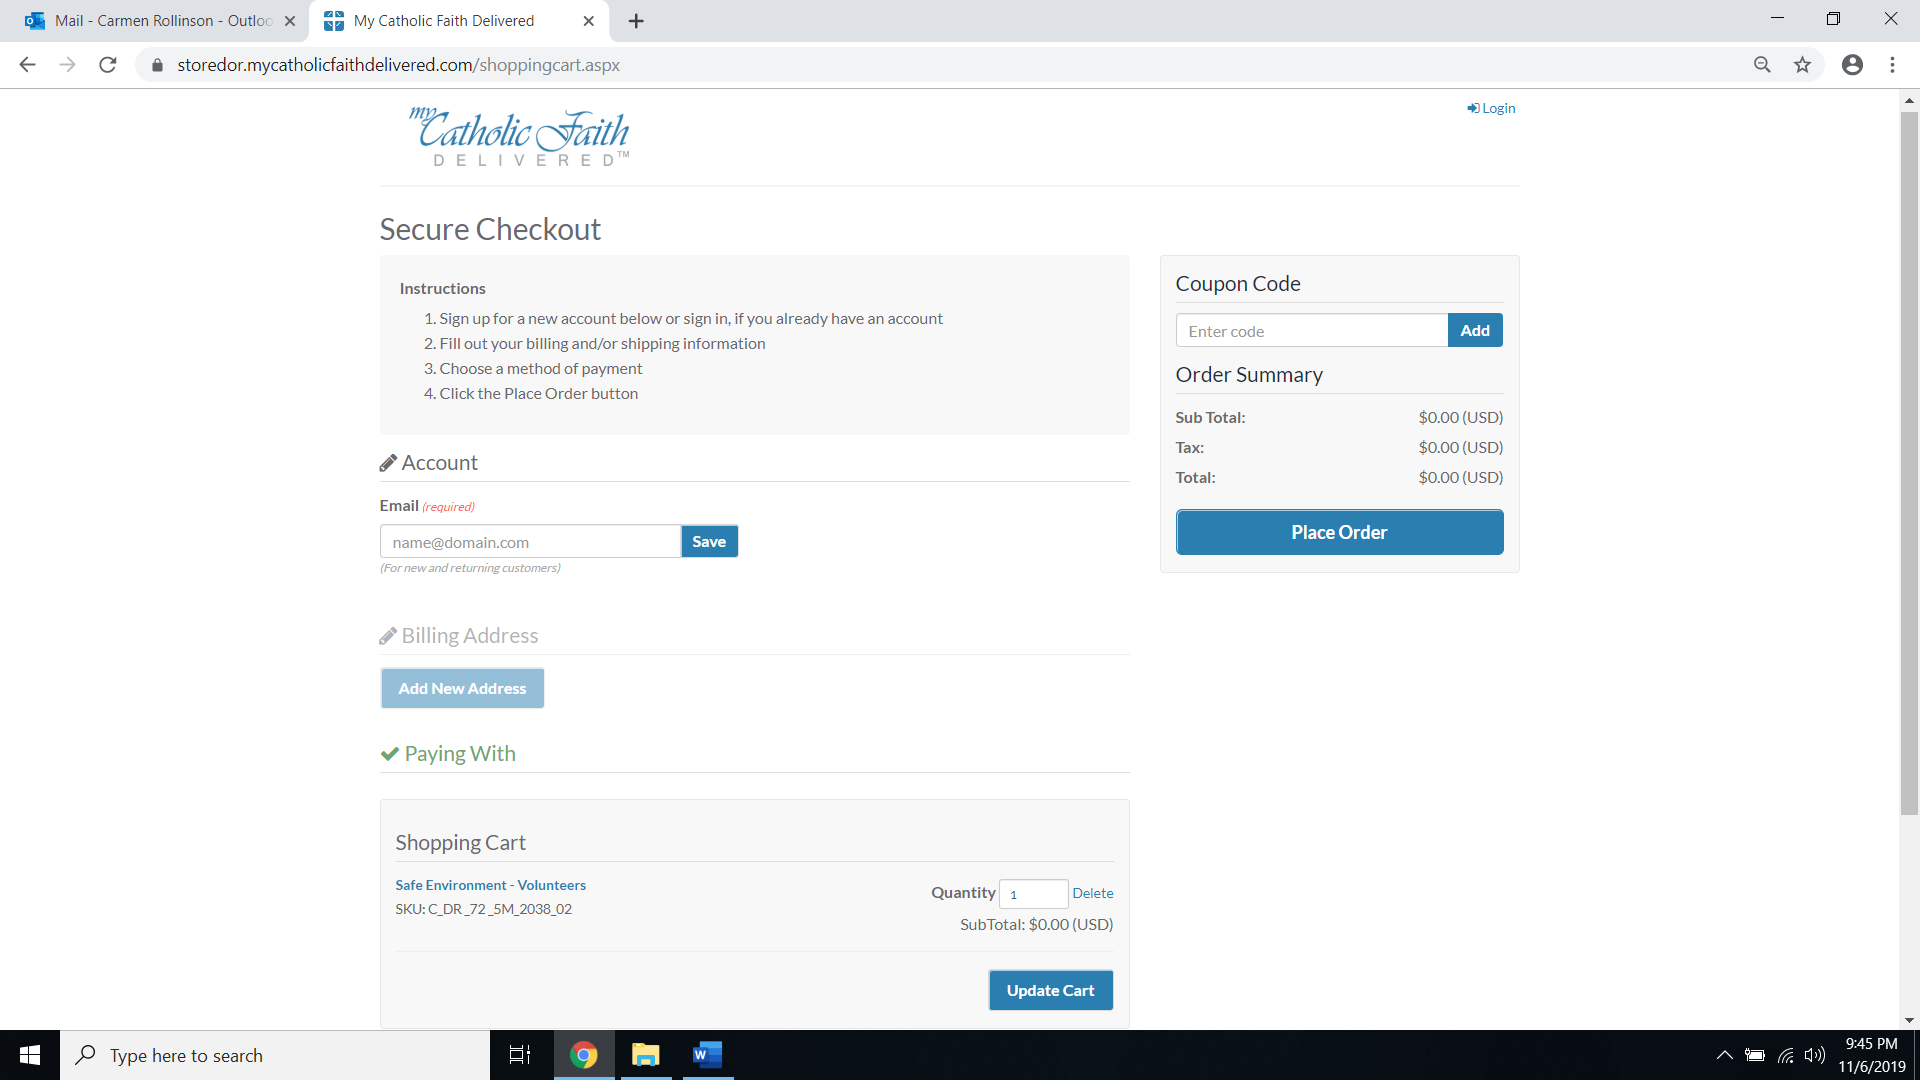 Mail - Carmen Rollinson - Outloo
My Catholic Faith Delivered
storedor.mycatholicfaithdelivered.com/shoppingcart.aspx
my Catholic Faith
DELIVERED™
Login
Secure Checkout
Instructions
1. Sign up for a new account below or sign in, if you already have an account
2. Fill out your billing and/or shipping information
3. Choose a method of payment
4. Click the Place Order button
Coupon Code
Enter code
Add
Order Summary
Sub Total: $0.00 (USD)
Tax: $0.00 (USD)
Total: $0.00 (USD)
Place Order
Account
Email (required)
name@domain.com
Save
(For new and returning customers)
Billing Address
Add New Address
Paying With
Shopping Cart
Safe Environment - Volunteers
SKU: C_DR_72_5M_2038_02
Quantity 1 Delete
SubTotal: $0.00 (USD)
Update Cart
Type here to search
9:45 PM
11/6/2019